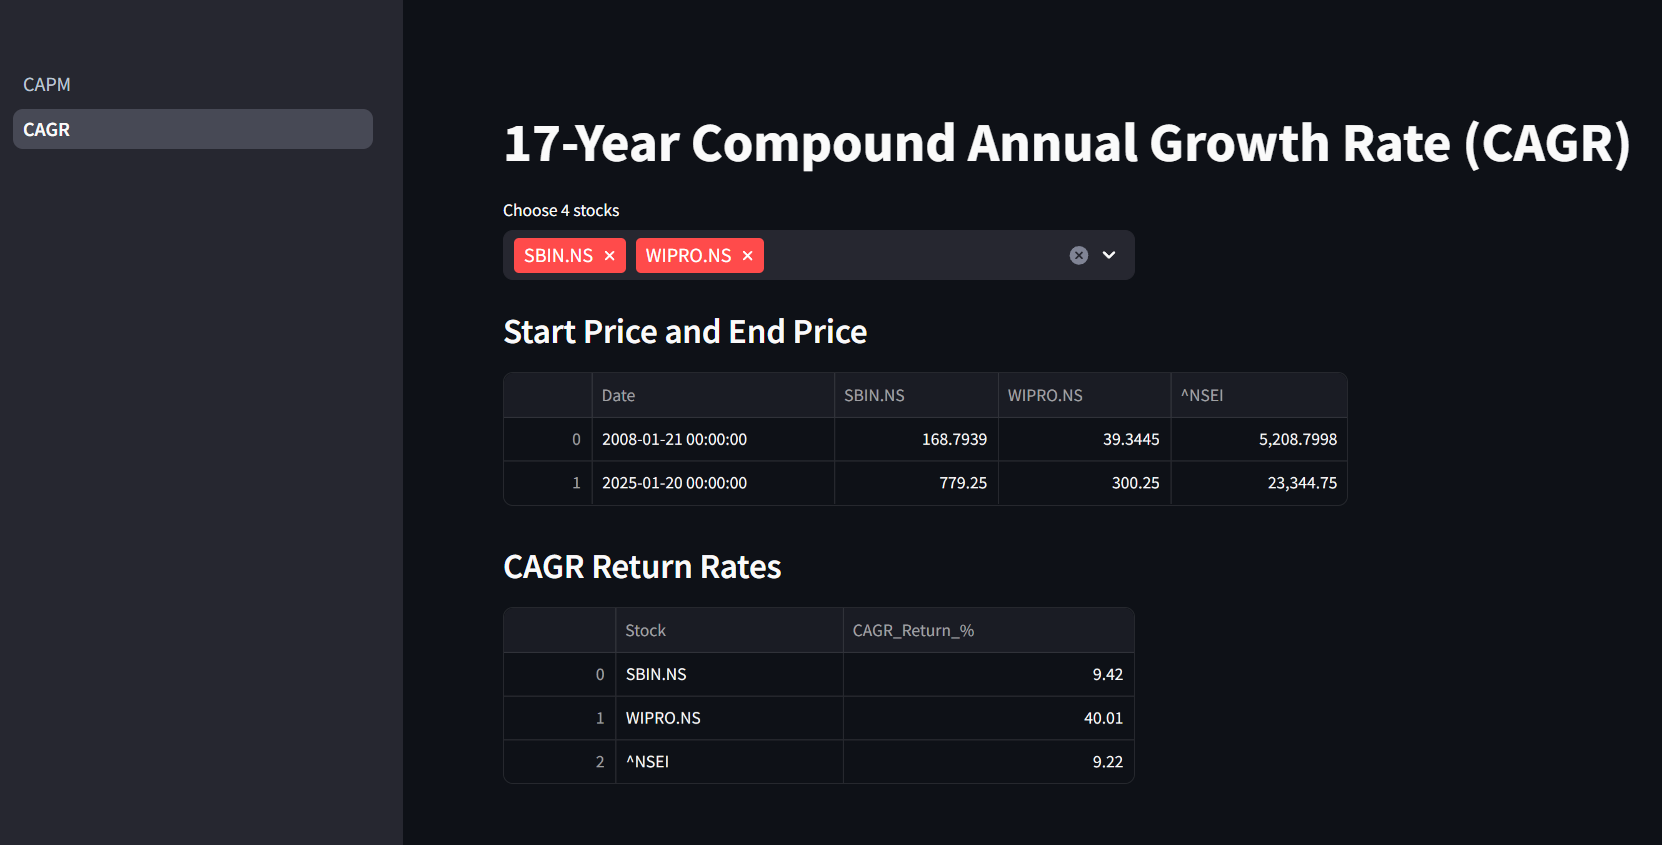 CAPM
CAGR
17-Year Compound Annual Growth Rate (CAGR)
Choose 4 stocks
SBIN.NS × WIPRO.NS ×
Start Price and End Price
Date SBIN.NS WIPRO.NS ^NSEI
0 2008-01-21 00:00:00 168.7939 39.3445 5,208.7998
1 2025-01-20 00:00:00 779.25 300.25 23,344.75
CAGR Return Rates
Stock CAGR_Return_%
0 SBIN.NS 9.42
1 WIPRO.NS 40.01
2 ^NSEI 9.22